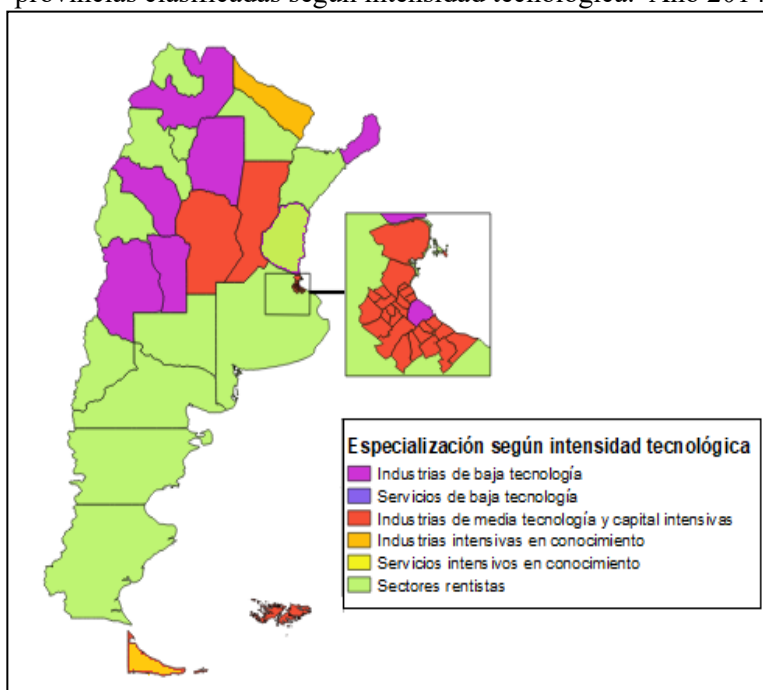 provincias clasificadas según intensidad tecnológica. Año 2014
Especialización según intensidad tecnológica
Industrias de baja tecnología
Servicios de baja tecnología
Industrias de media tecnología y capital intensivas
Industrias intensivas en conocimiento
Servicios intensivos en conocimiento
Sectores rentistas